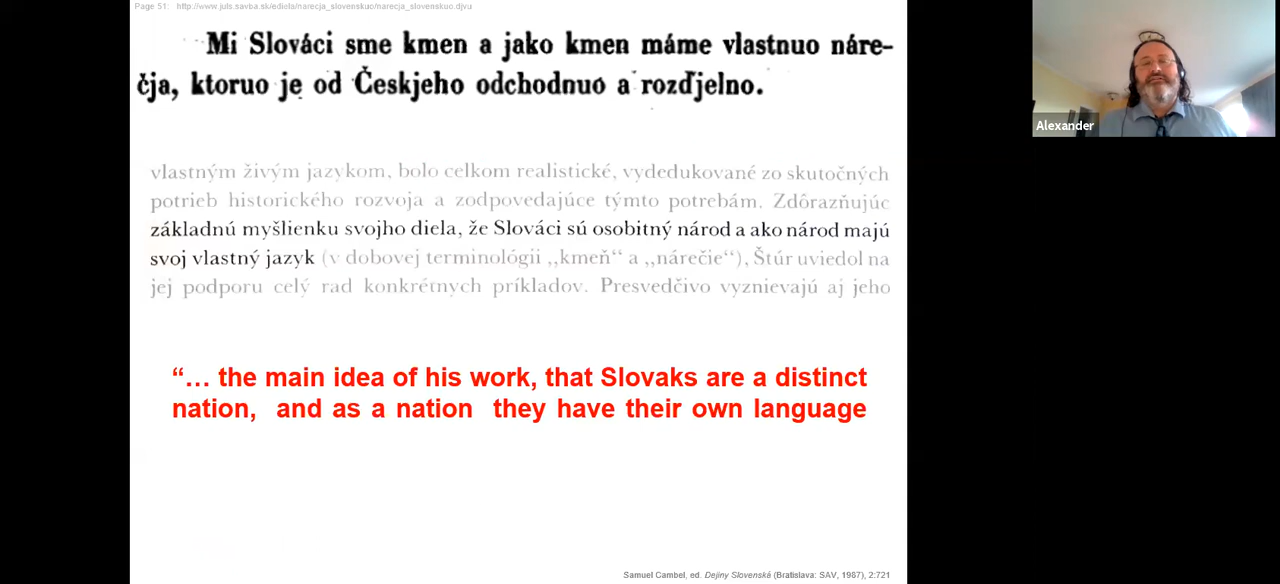 Page 51: http://www.juls.savba.sk/ediela/narecja_slovenskuo/narecja_slovenskuo.djvu
Mi Slováci sme kmen a jako kmen máme vlastnuo náre-
čja, ktoruo je od Českjeho odchodnuo a rozďjelno.
vlastným živým jazykom, bolo celkom realistické, vydedukované zo skutočných
potrieb historického rozvoja a zodpovedajúce týmto potrebám. Zdôrazňujúc
základnú myšlienku svojho diela, že Slováci sú osobitný národ a ako národ majú
svoj vlastný jazyk (v dobovej terminológii „kmeň“ a „nárečie“), Štúr uviedol na
jej podporu celý rad konkrétnych príkladov. Presvedčivo vyznievajú aj jeho
“… the main idea of his work, that Slovaks are a distinct
nation, and as a nation they have their own language
Samuel Cambel, ed. Dejiny Slovenská (Bratislava: SAV, 1987), 2:721
Alexander